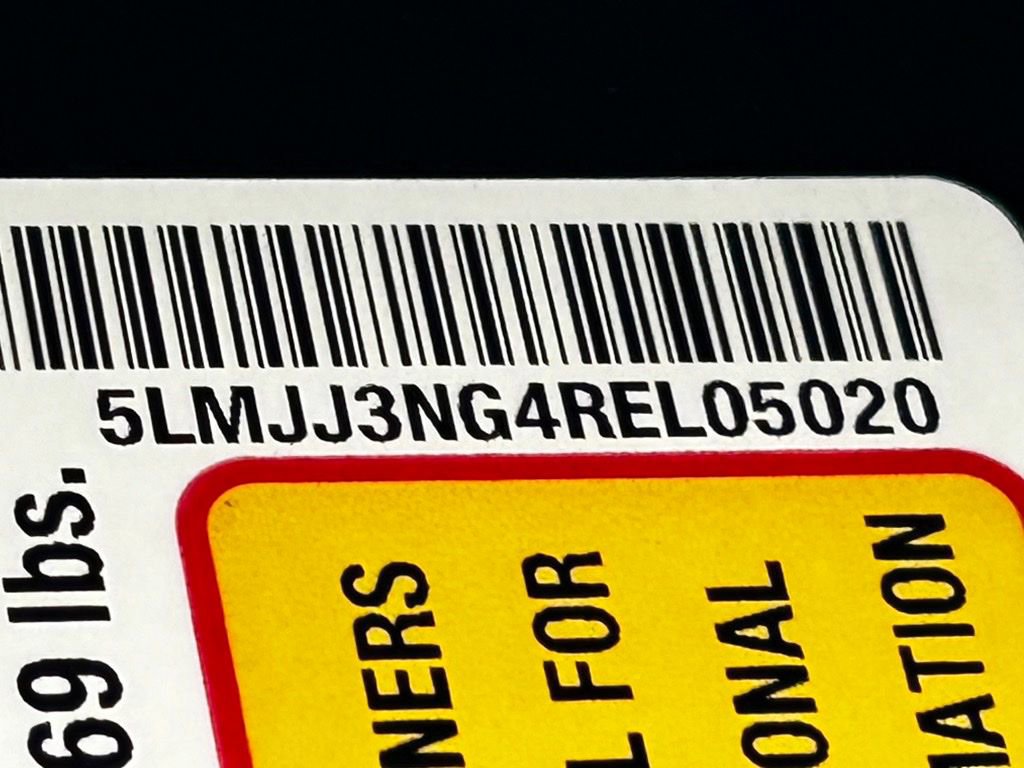 5LMJJ3NG4REL05020
69 lbs.
NERS
L FOR
ONAL
MATION